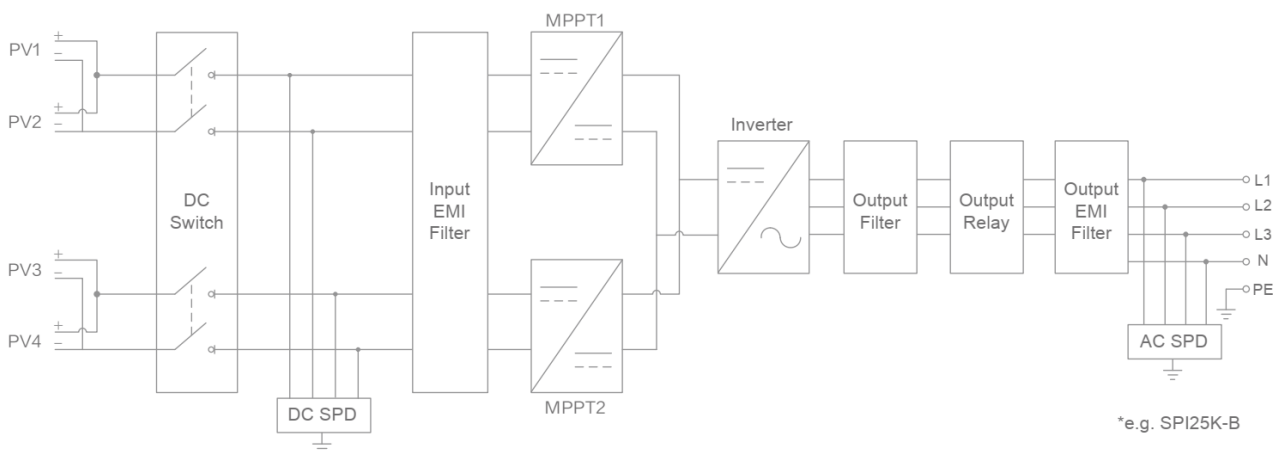 MPPT1
PV1
+
−
PV2
+
−
DC
Switch
Input
EMI
Filter
Inverter
Output
Filter
Output
Relay
Output
EMI
Filter
L1
L2
L3
N
PE
PV3
+
−
PV4
+
−
AC SPD
DC SPD
MPPT2
*e.g. SPI25K-B